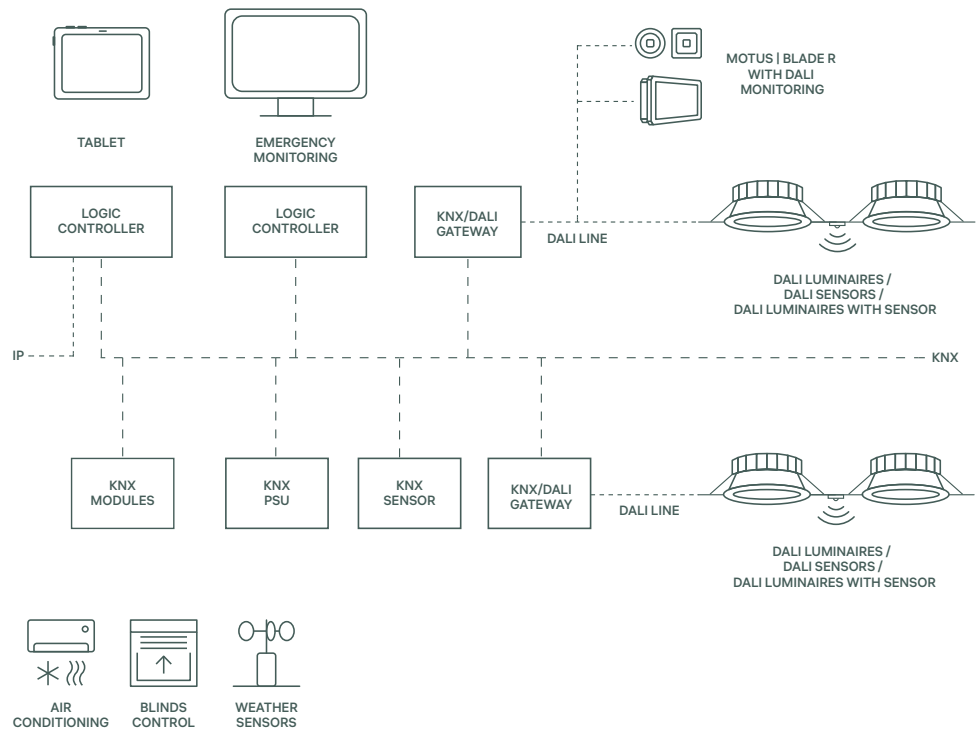 TABLET
EMERGENCY
MONITORING
MOTUS | BLADE R
WITH DALI
MONITORING
LOGIC
CONTROLLER
LOGIC
CONTROLLER
KNX/DALI
GATEWAY
DALI LINE
DALI LUMINAIRES /
DALI SENSORS /
DALI LUMINAIRES WITH SENSOR
IP
KNX
KNX
MODULES
KNX
PSU
KNX
SENSOR
KNX/DALI
GATEWAY
DALI LINE
DALI LUMINAIRES /
DALI SENSORS /
DALI LUMINAIRES WITH SENSOR
AIR
CONDITIONING
BLINDS
CONTROL
WEATHER
SENSORS